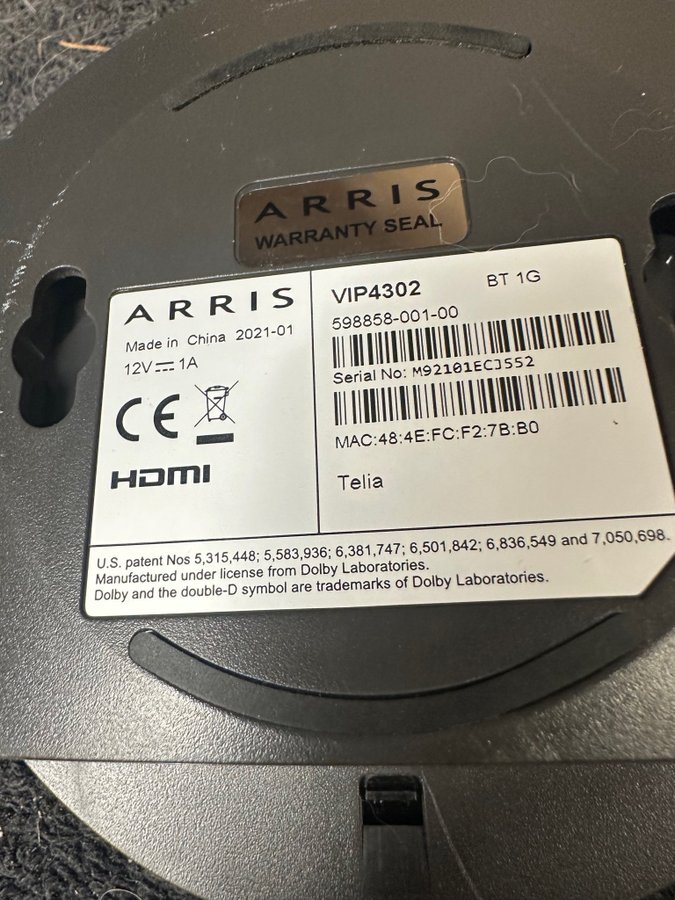 ARRIS
WARRANTY SEAL
ARRIS
Made in China 2021-01
12V⎓1A
CE
HDMI
VIP4302 BT 1G
598858-001-00
Serial No: M92101ECJ552
MAC:48:4E:FC:F2:7B:B0
Telia
U.S. patent Nos 5,315,448; 5,583,936; 6,381,747; 6,501,842; 6,836,549 and 7,050,698.
Manufactured under license from Dolby Laboratories.
Dolby and the double-D symbol are trademarks of Dolby Laboratories.